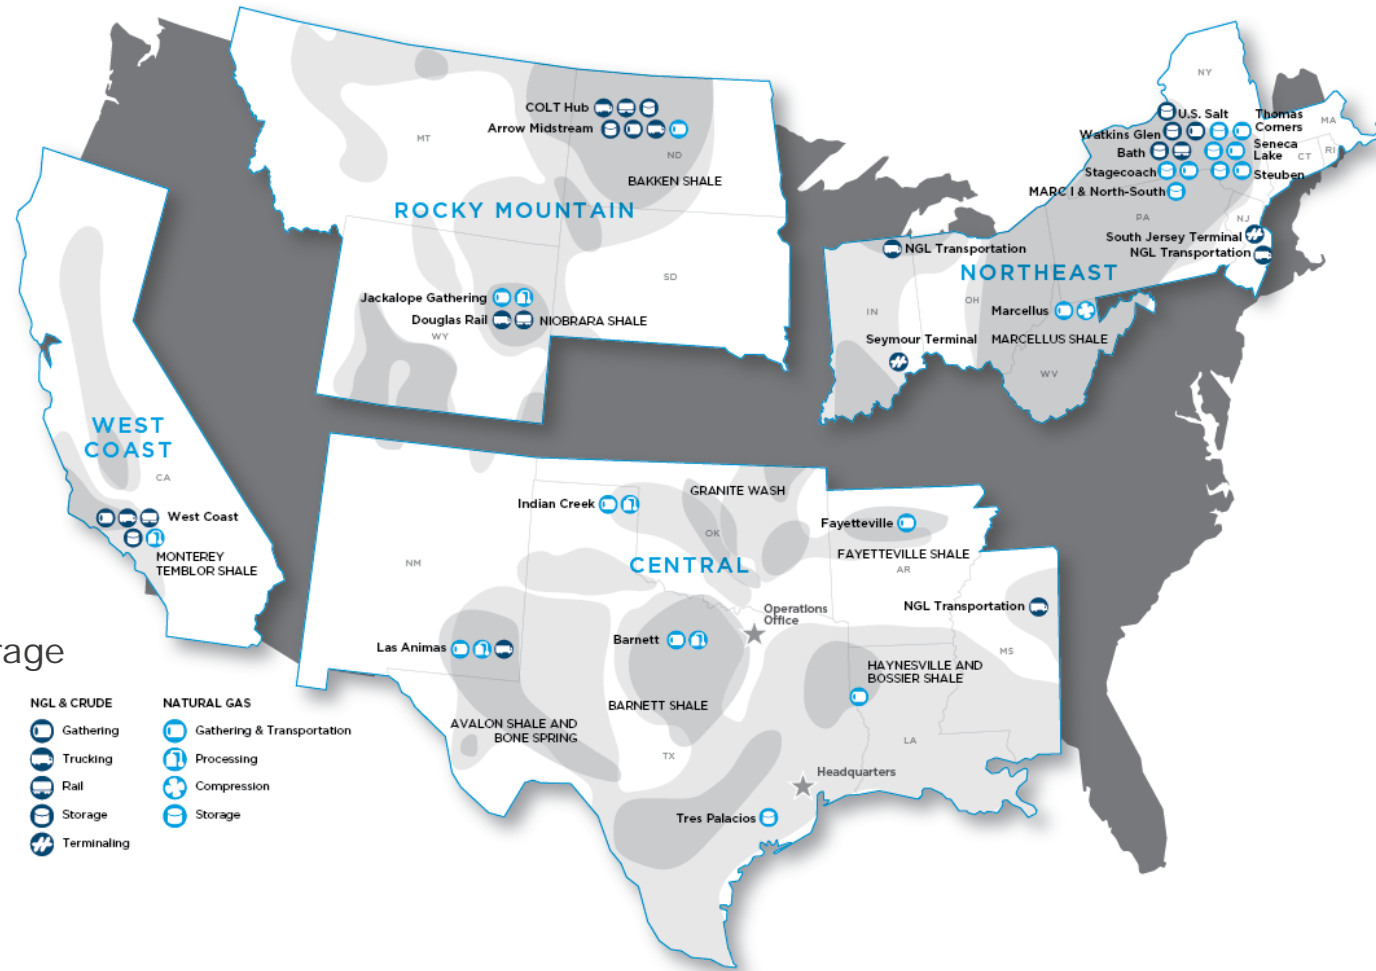 NY
U.S. Salt
Thomas
Corners
MA
COLT Hub
Arrow Midstream
MT
ND
BAKKEN SHALE
Watkins Glen
Seneca
Lake
CT
RI
Bath
Stagecoach
Steuben
MARC I & North-South
PA
NJ
ROCKY MOUNTAIN
South Jersey Terminal
NGL Transportation
NGL Transportation
NORTHEAST
SD
Jackalope Gathering
Douglas Rail
NIOBRARA SHALE
WY
IN
OH
Marcellus
Seymour Terminal
MARCELLUS SHALE
WV
WEST
COAST
CA
West Coast
MONTEREY
TEMBLOR SHALE
Indian Creek
GRANITE WASH
OK
Fayetteville
FAYETTEVILLE SHALE
AR
NM
CENTRAL
NGL Transportation
Operations
Office
MS
Las Animas
Barnett
HAYNESVILLE AND
BOSSIER SHALE
BARNETT SHALE
AVALON SHALE AND
BONE SPRING
TX
LA
Headquarters
Tres Palacios
rage
NGL & CRUDE
Gathering
Trucking
Rail
Storage
Terminaling
NATURAL GAS
Gathering & Transportation
Processing
Compression
Storage